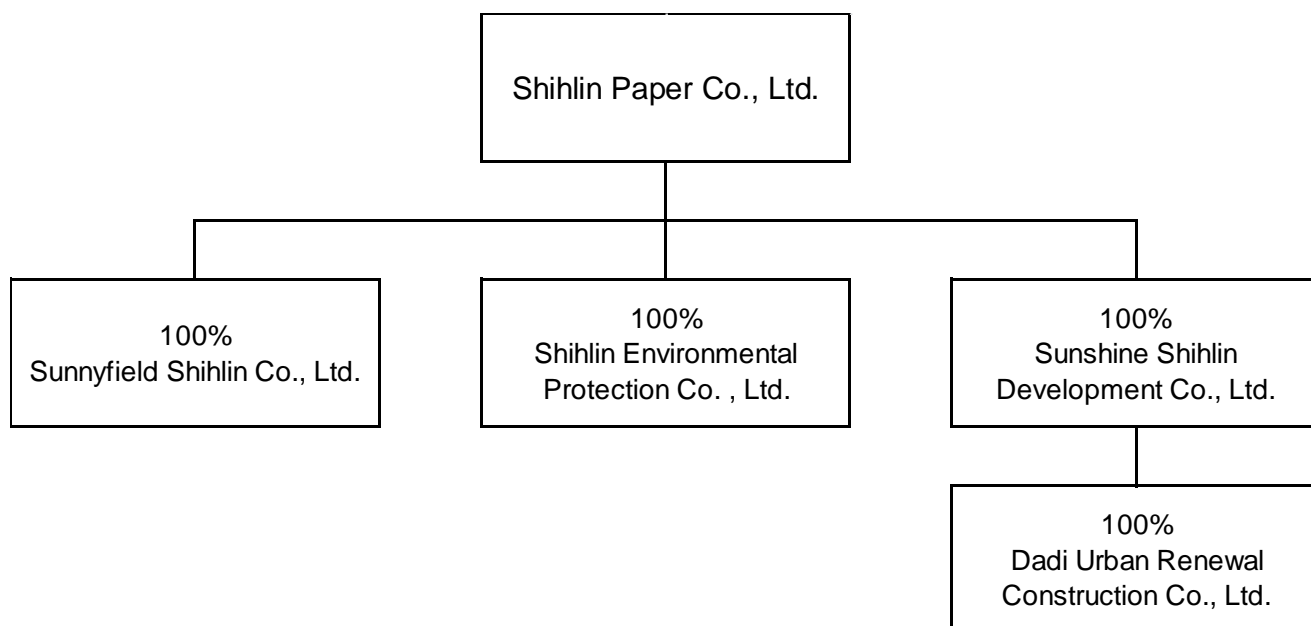 Shihlin Paper Co., Ltd.
100%
Sunnyfield Shihlin Co., Ltd.
100%
Shihlin Environmental
Protection Co. , Ltd.
100%
Sunshine Shihlin
Development Co., Ltd.
100%
Dadi Urban Renewal
Construction Co., Ltd.